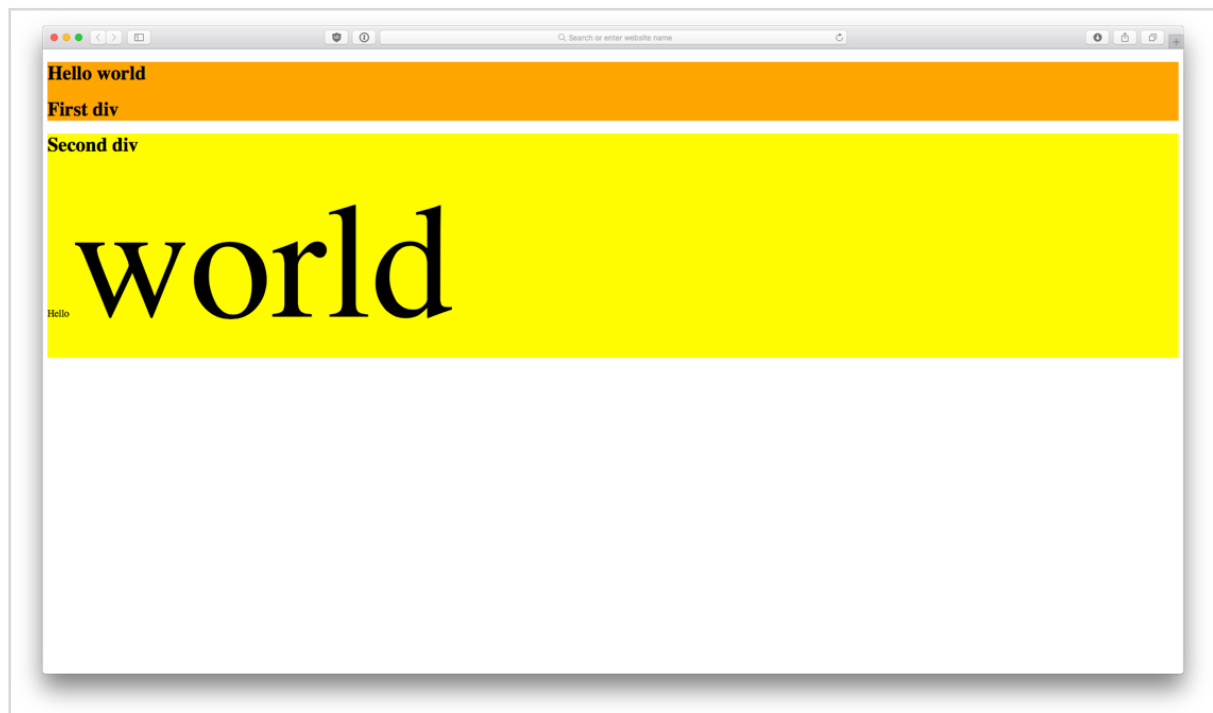 Search or enter website name
Hello world
First div
Second div
Hello world